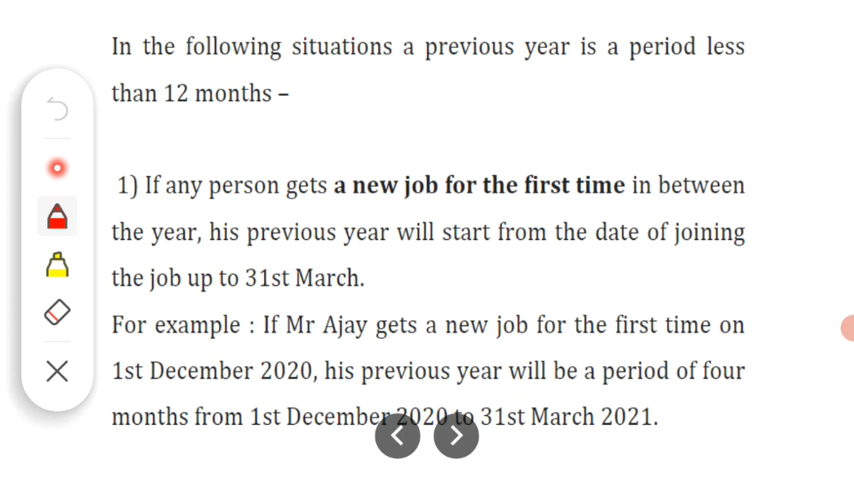 In the following situations a previous year is a period less
than 12 months –
1) If any person gets a new job for the first time in between
the year, his previous year will start from the date of joining
the job up to 31st March.
For example : If Mr Ajay gets a new job for the first time on
1st December 2020, his previous year will be a period of four
months from 1st December 2020 to 31st March 2021.